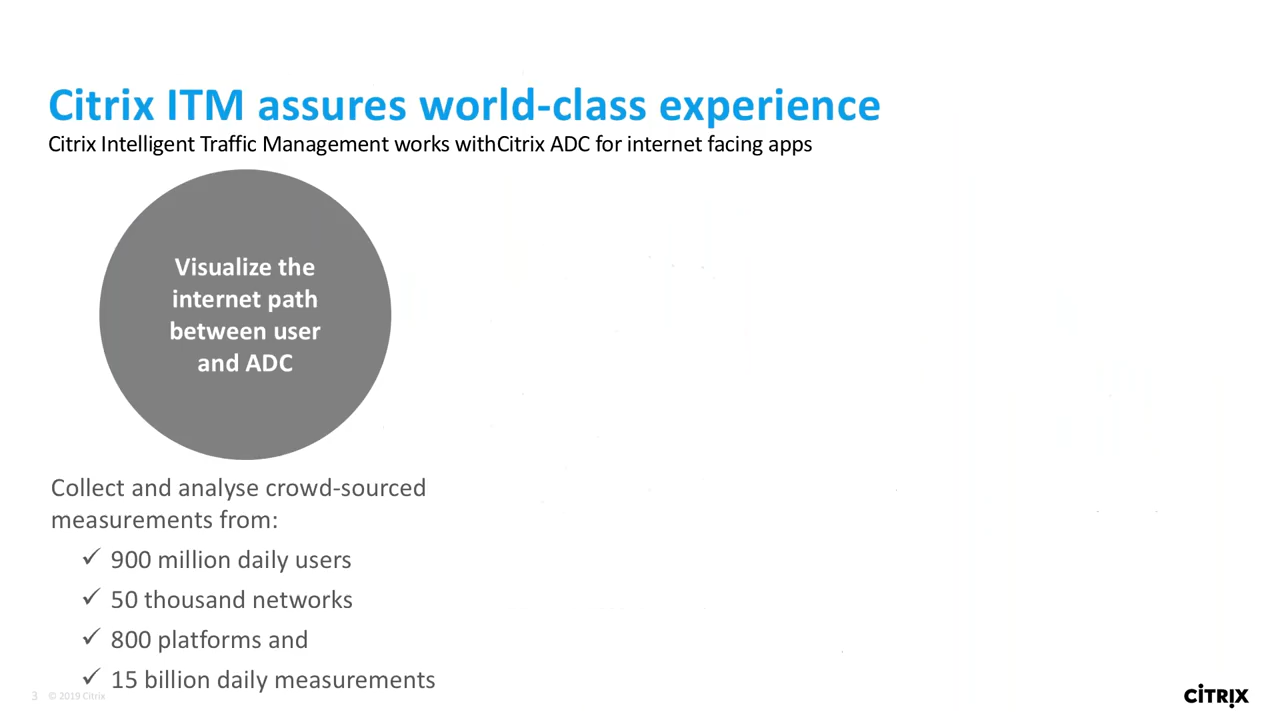 Citrix ITM assures world-class experience
Citrix Intelligent Traffic Management works withCitrix ADC for internet facing apps
Visualize the
internet path
between user
and ADC
Collect and analyse crowd-sourced
measurements from:
✓ 900 million daily users
✓ 50 thousand networks
✓ 800 platforms and
✓ 15 billion daily measurements
3 © 2019 Citrix
CİTRIX